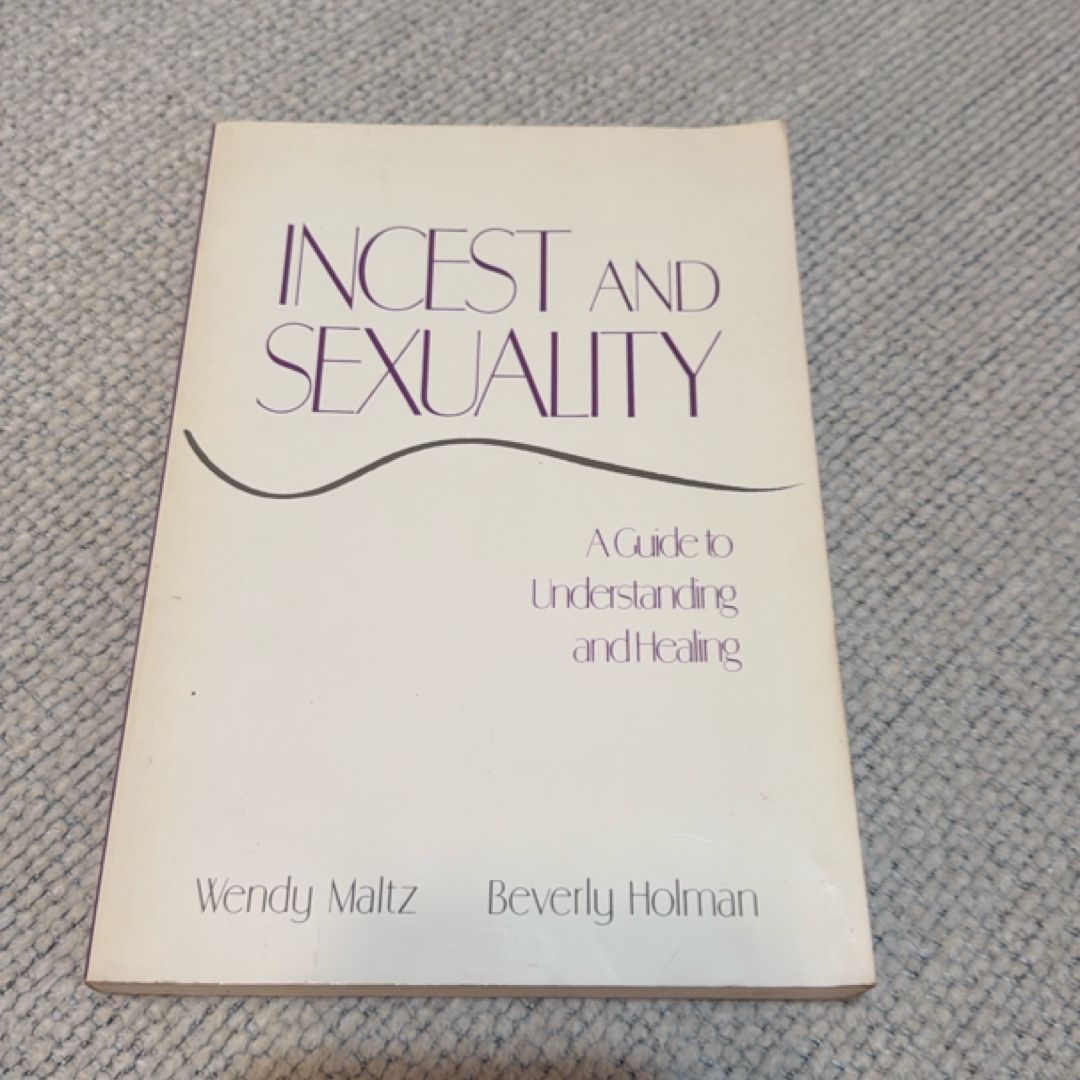 INCEST AND
SEXUALITY
A Guide to
Understanding
and Healing
Wendy Maltz Beverly Holman